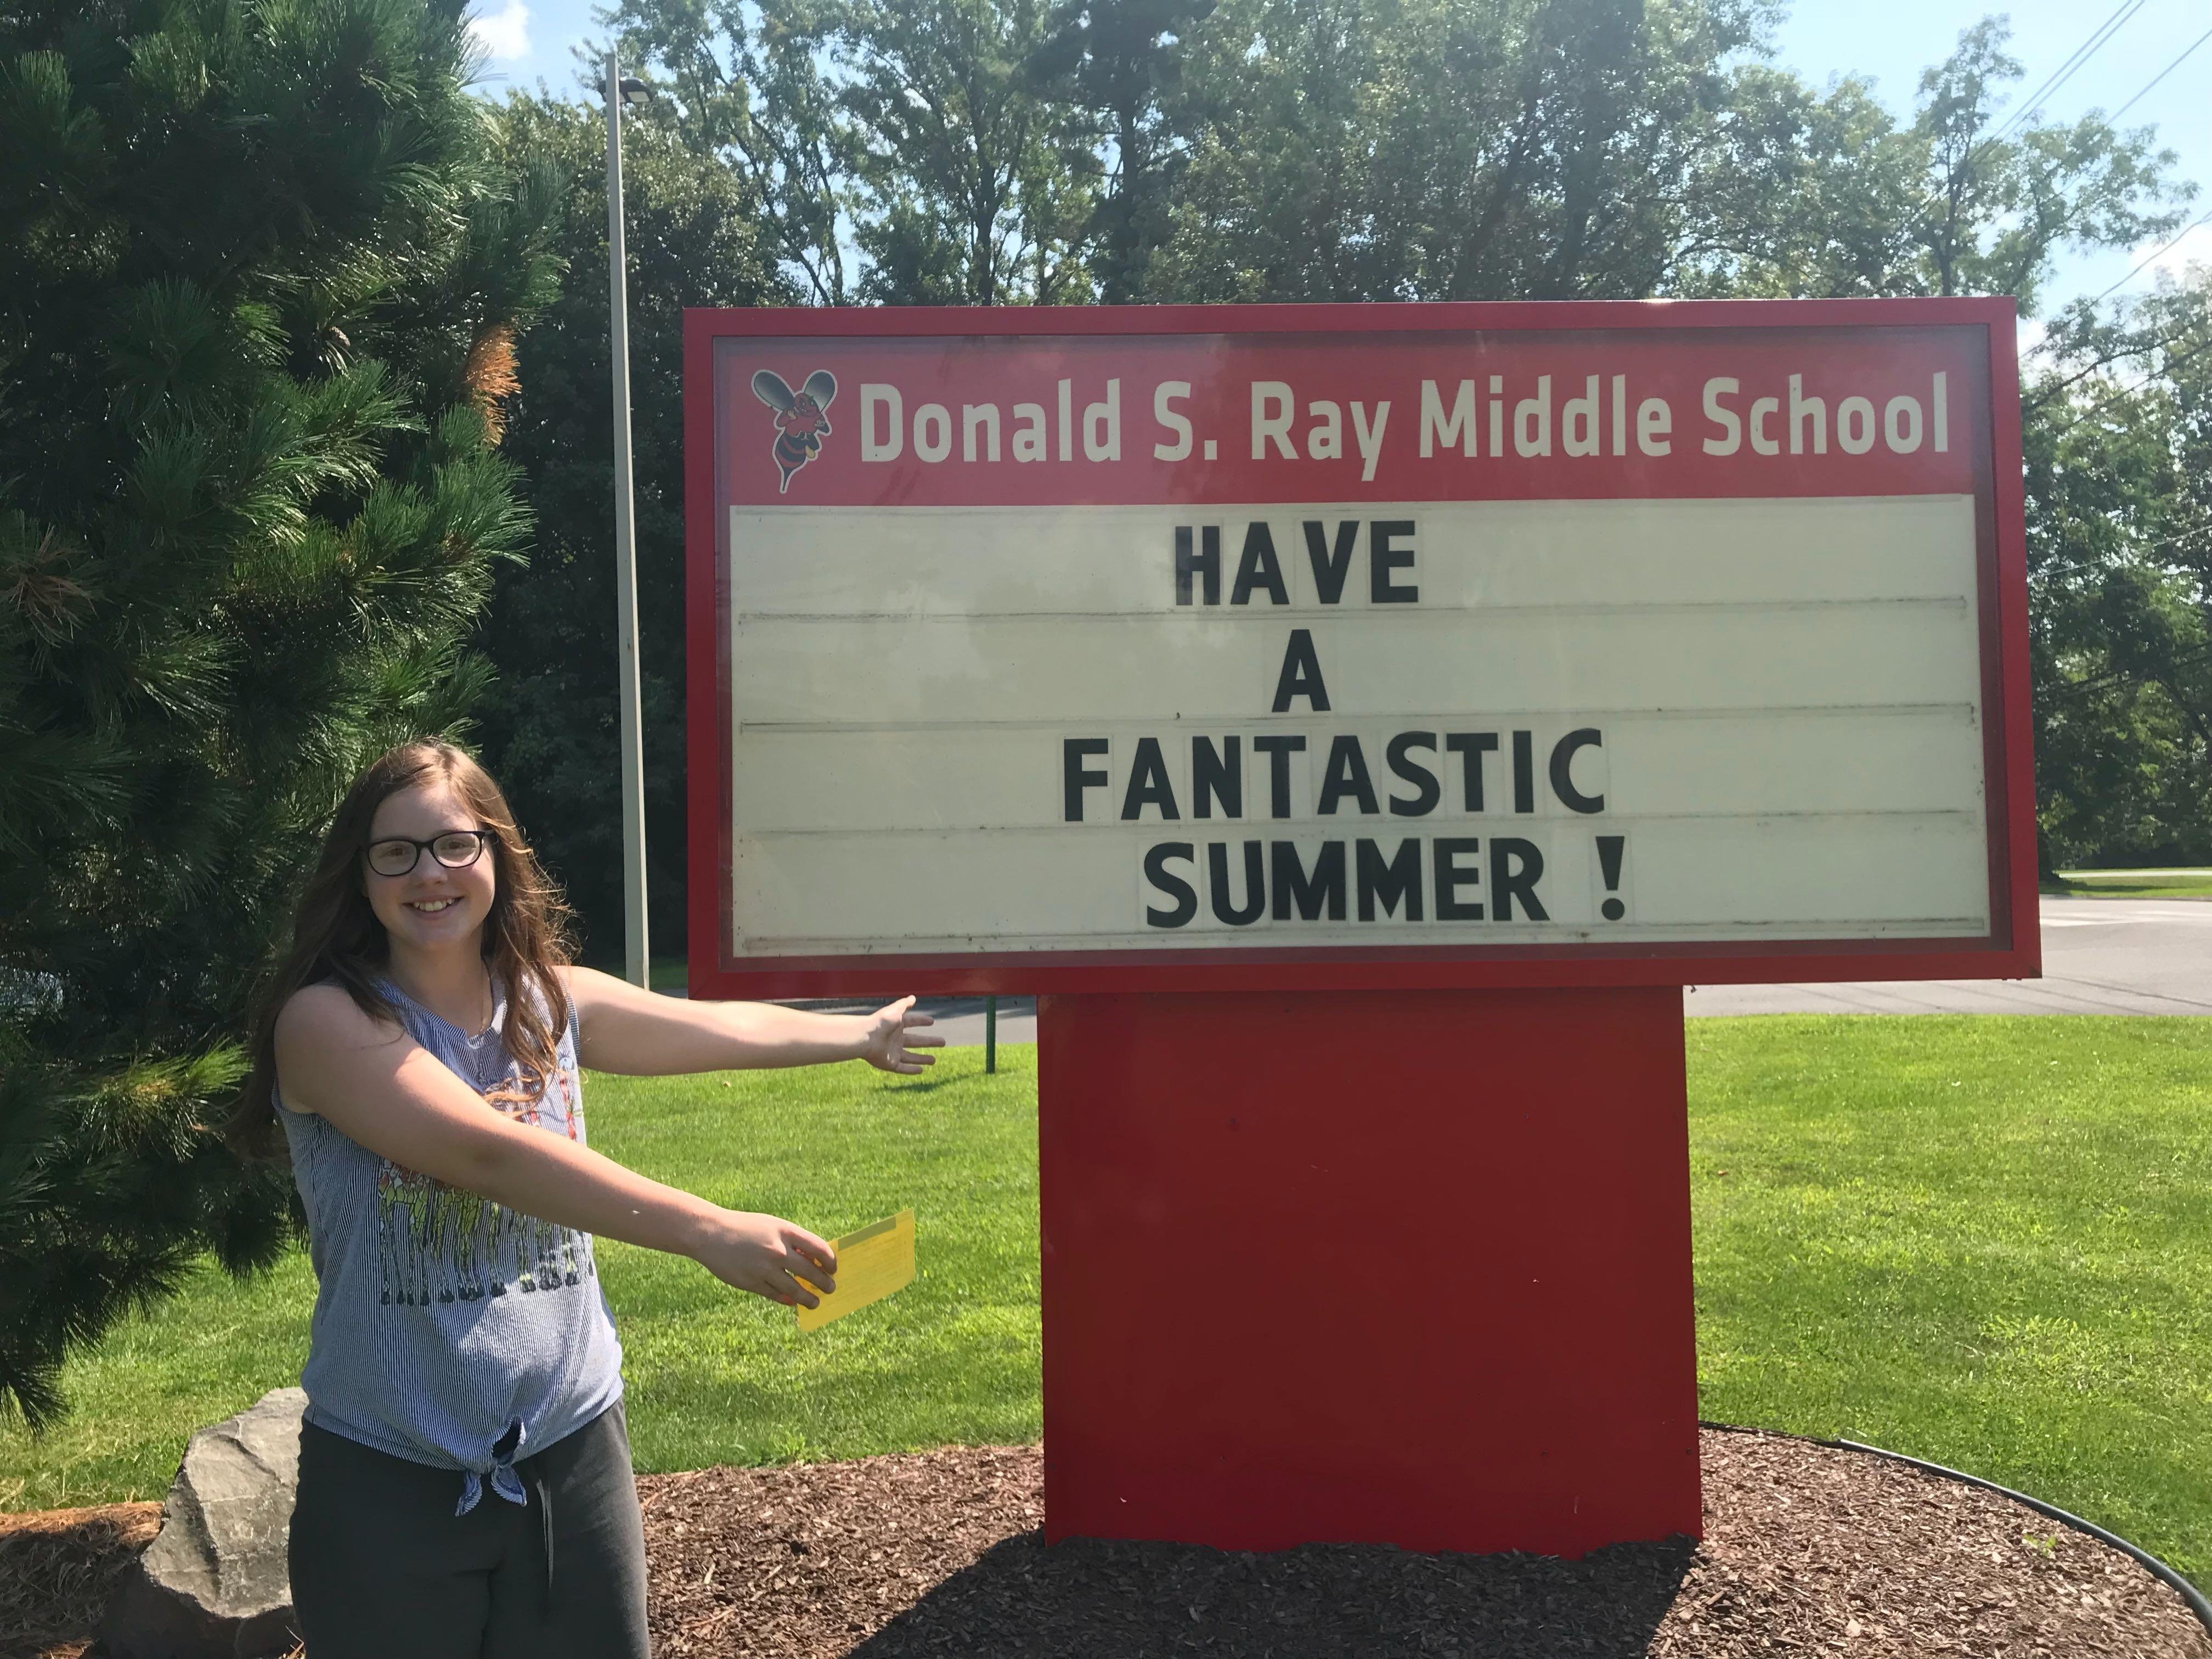 Donald S. Ray Middle School
HAVE
A
FANTASTIC
SUMMER !